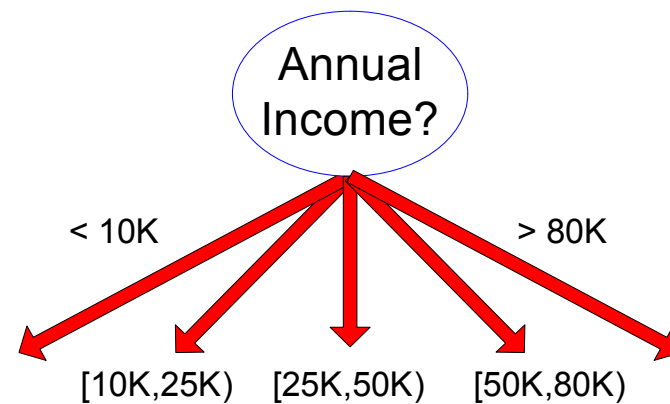 Annual
Income?
< 10K
> 80K
[10K,25K)
[25K,50K)
[50K,80K)